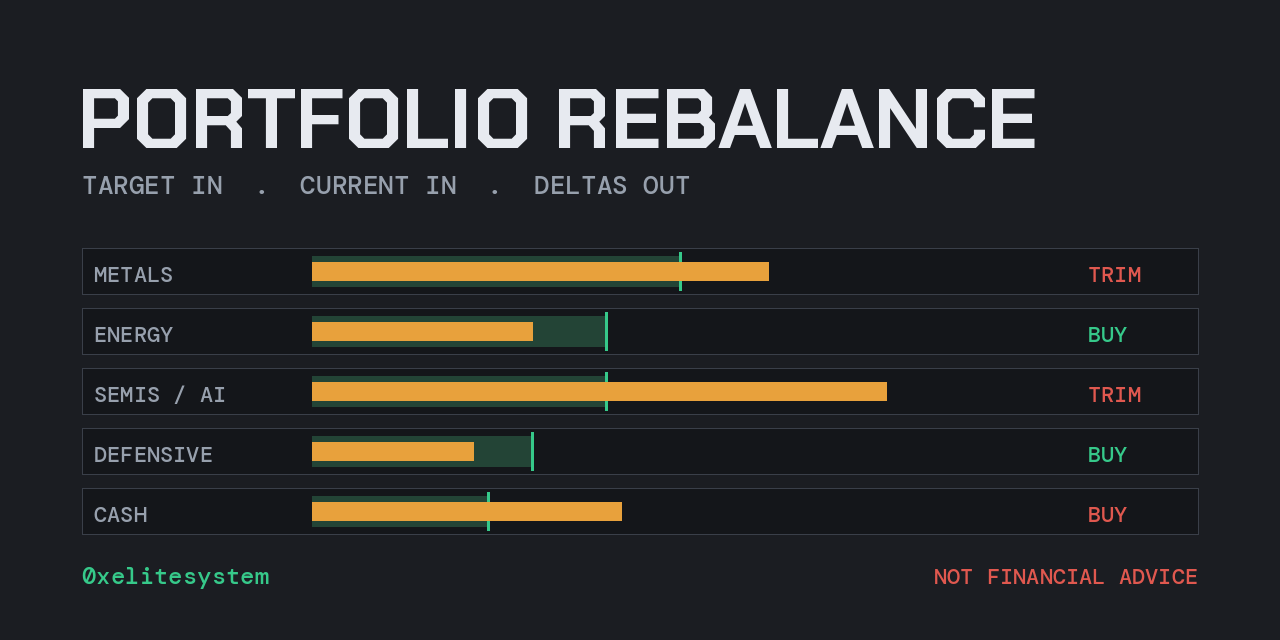 PORTFOLIO REBALANCE
TARGET IN . CURRENT IN . DELTAS OUT
METALS TRIM
ENERGY BUY
SEMIS / AI TRIM
DEFENSIVE BUY
CASH BUY
0xelitesystem NOT FINANCIAL ADVICE